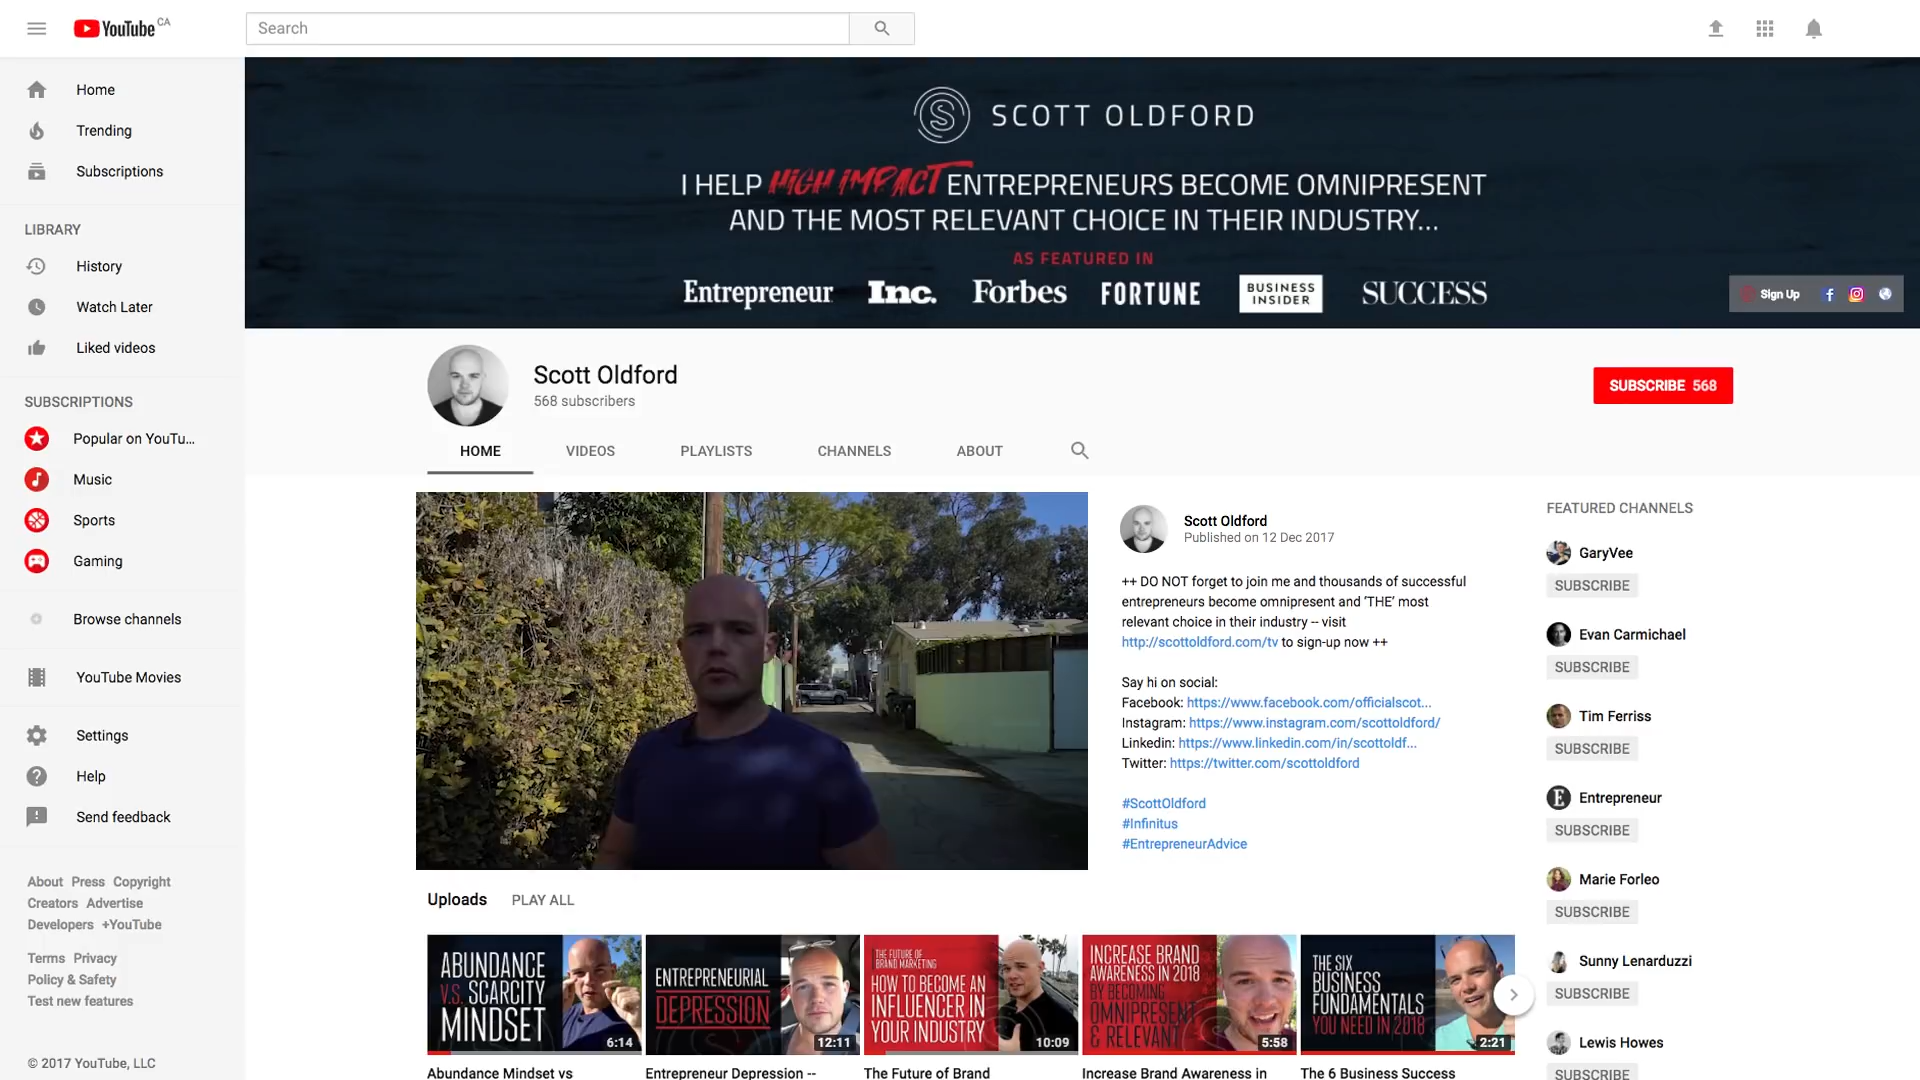 YouTube CA
Search
Home
Trending
Subscriptions
LIBRARY
History
Watch Later
Liked videos
SUBSCRIPTIONS
Popular on YouTu...
Music
Sports
Gaming
Browse channels
YouTube Movies
Settings
Help
Send feedback
About Press Copyright
Creators Advertise
Developers +YouTube
Terms Privacy
Policy & Safety
Test new features
© 2017 YouTube, LLC
SCOTT OLDFORD
I HELP HIGH IMPACT ENTREPRENEURS BECOME OMNIPRESENT
AND THE MOST RELEVANT CHOICE IN THEIR INDUSTRY...
AS FEATURED IN
Entrepreneur Inc. Forbes FORTUNE BUSINESS INSIDER SUCCESS
Sign Up
Scott Oldford
568 subscribers
SUBSCRIBE 568
HOME VIDEOS PLAYLISTS CHANNELS ABOUT
Scott Oldford
Published on 12 Dec 2017
++ DO NOT forget to join me and thousands of successful
entrepreneurs become omnipresent and 'THE' most
relevant choice in their industry -- visit
http://scottoldford.com/tv to sign-up now ++
Say hi on social:
Facebook: https://www.facebook.com/officialscot...
Instagram: https://www.instagram.com/scottoldford/
Linkedin: https://www.linkedin.com/in/scottoldf...
Twitter: https://twitter.com/scottoldford
#ScottOldford
#Infinitus
#EntrepreneurAdvice
FEATURED CHANNELS
GaryVee
SUBSCRIBE
Evan Carmichael
SUBSCRIBE
Tim Ferriss
SUBSCRIBE
Entrepreneur
SUBSCRIBE
Marie Forleo
SUBSCRIBE
Sunny Lenarduzzi
SUBSCRIBE
Lewis Howes
SUBSCRIBE
Uploads PLAY ALL
ABUNDANCE
V.S. SCARCITY
MINDSET
6:14
Abundance Mindset vs
ENTREPRENEURIAL
DEPRESSION
12:11
Entrepreneur Depression --
THE FUTURE OF
BRAND MARKETING
HOW TO BECOME AN
INFLUENCER IN
YOUR INDUSTRY
10:09
The Future of Brand
INCREASE BRAND
AWARENESS IN 2018
BY BECOMING
OMNIPRESENT
& RELEVANT
5:58
Increase Brand Awareness in
THE SIX
BUSINESS
FUNDAMENTALS
YOU NEED IN 2018
2:21
The 6 Business Success